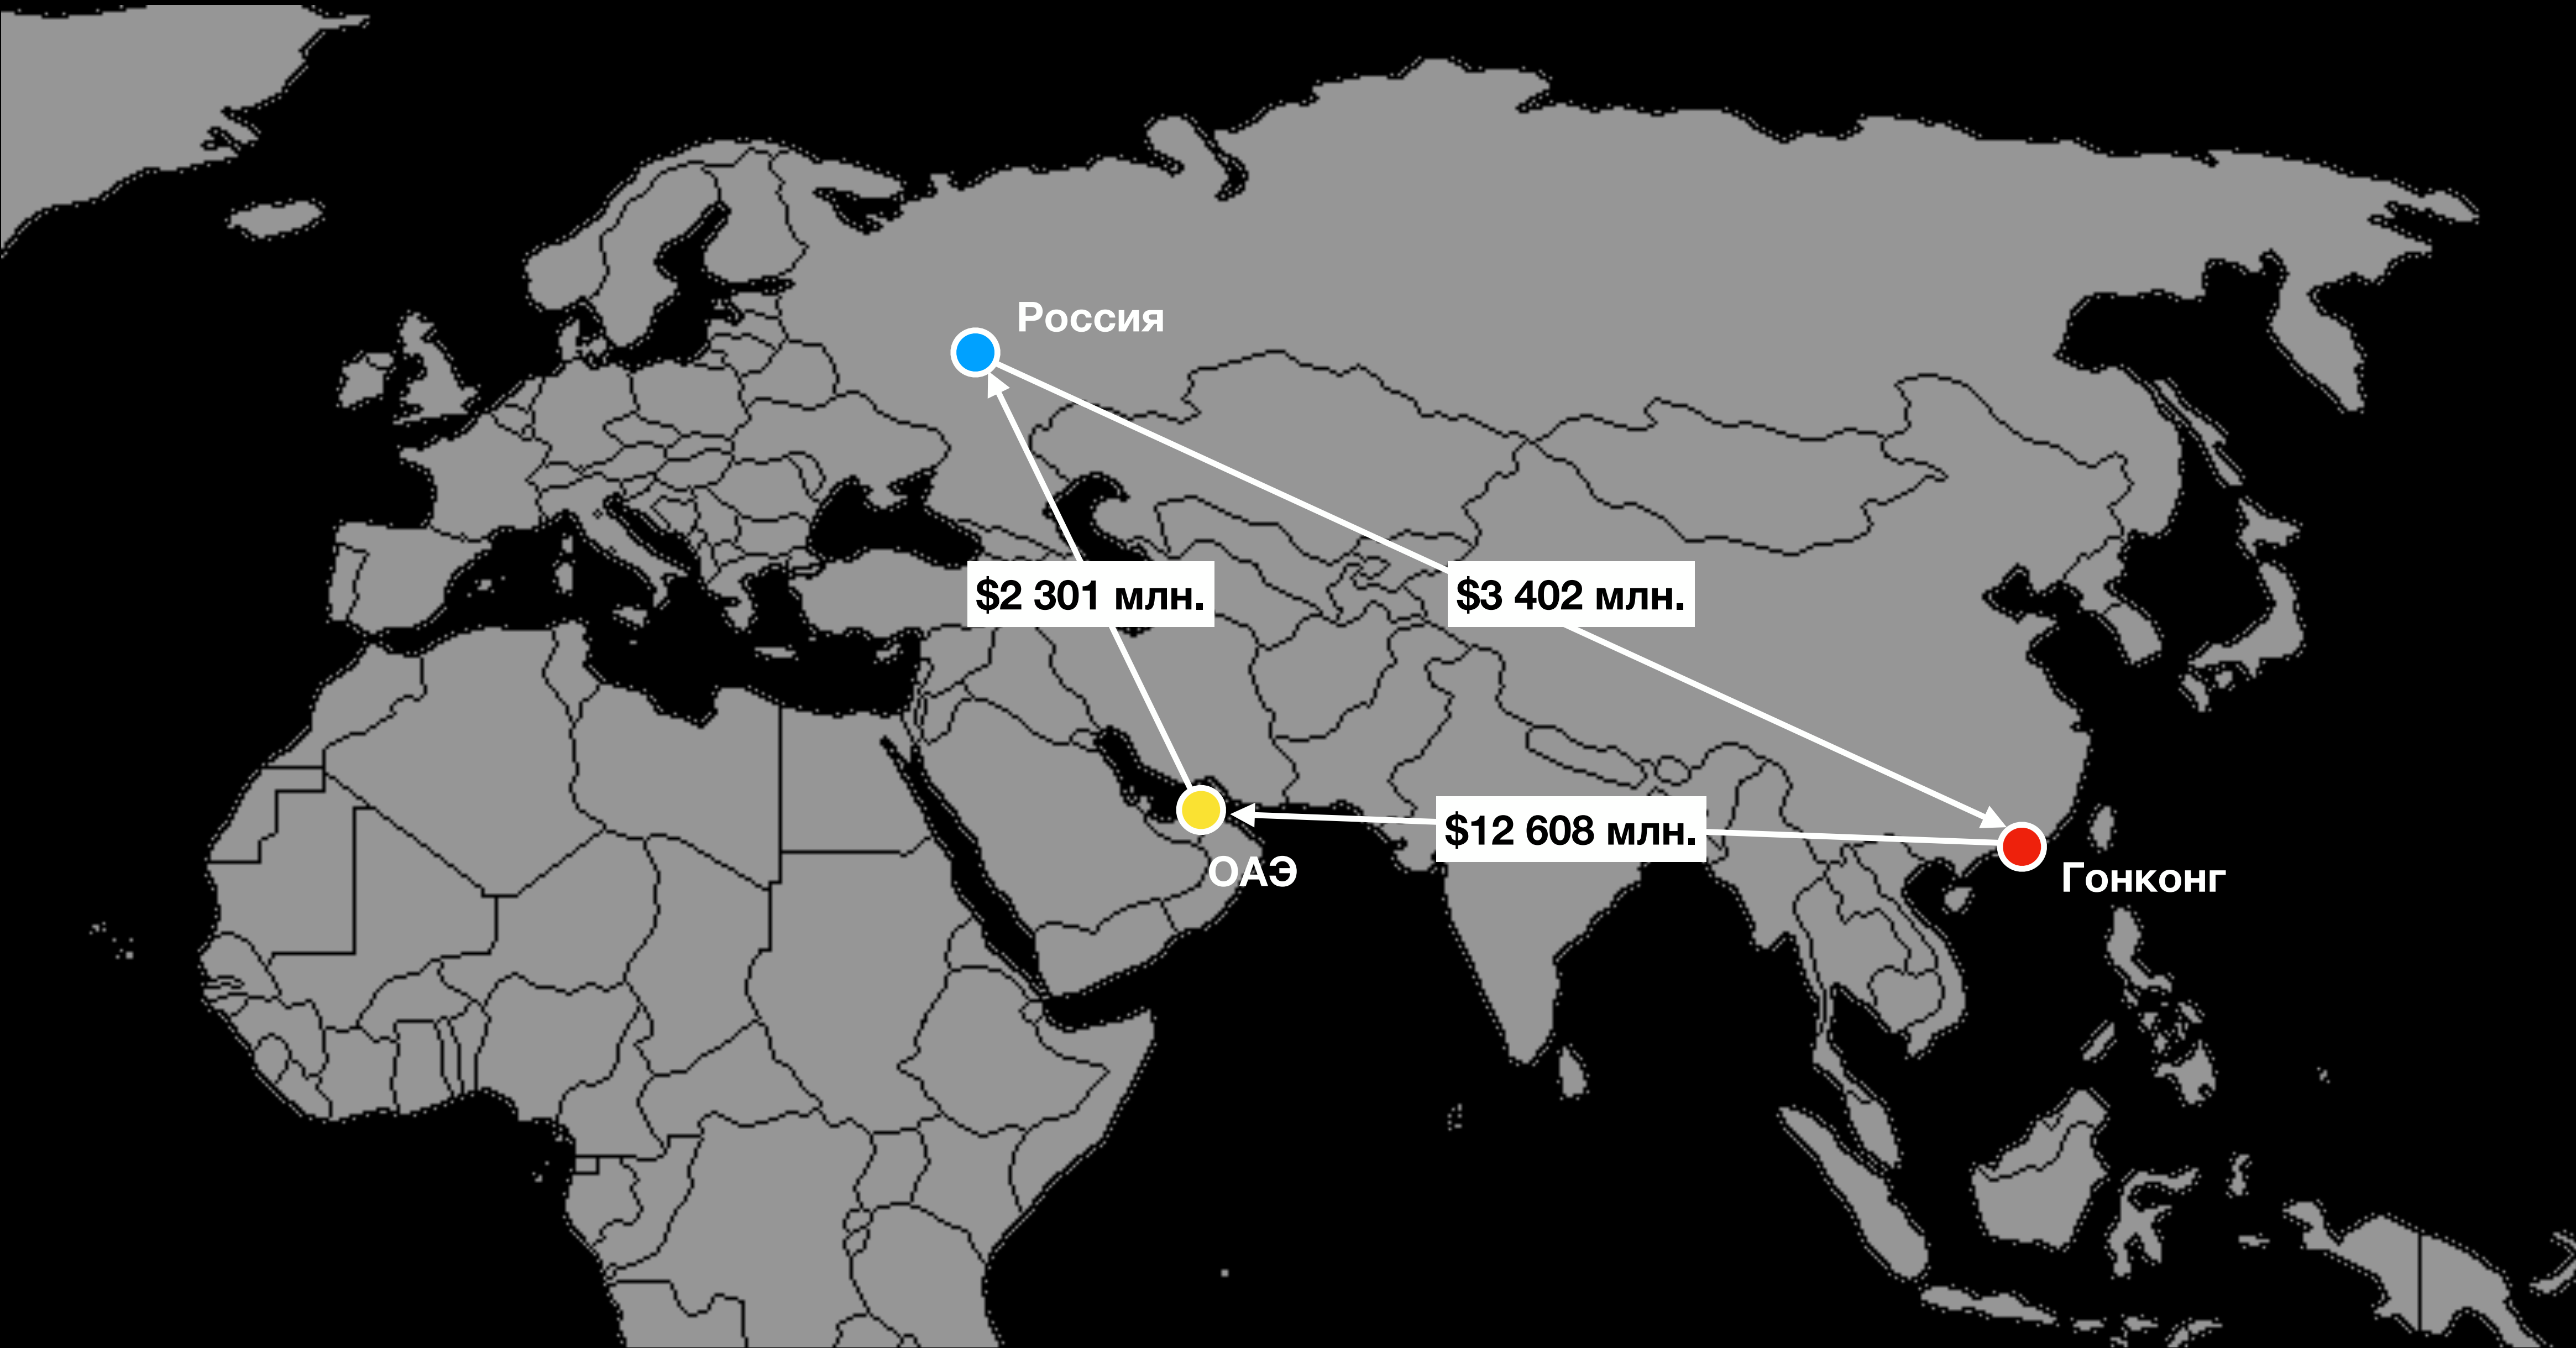 Россия
$2 301 млн.
$3 402 млн.
$12 608 млн.
ОАЭ
Гонконг